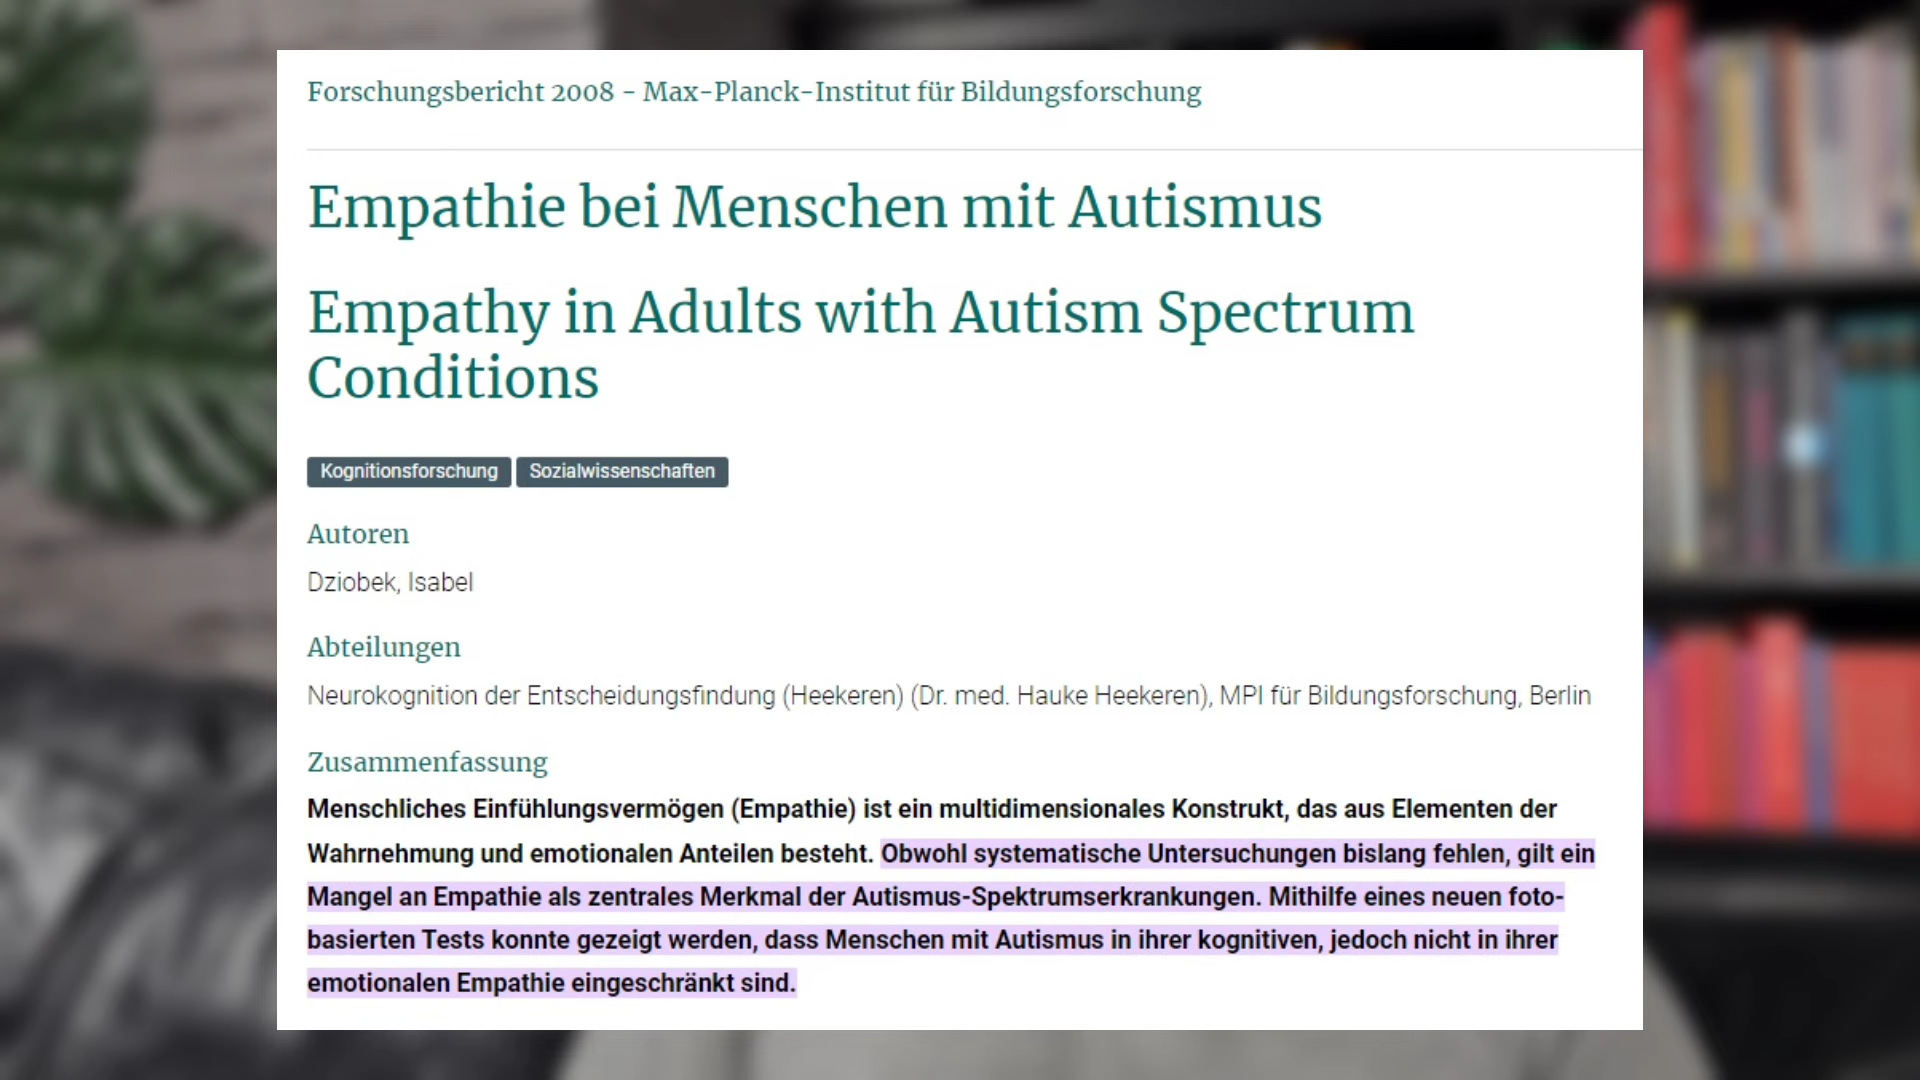 Forschungsbericht 2008 - Max-Planck-Institut für Bildungsforschung
Empathie bei Menschen mit Autismus
Empathy in Adults with Autism Spectrum
Conditions
Kognitionsforschung Sozialwissenschaften
Autoren
Dziobek, Isabel
Abteilungen
Neurokognition der Entscheidungsfindung (Heekeren) (Dr. med. Hauke Heekeren), MPI für Bildungsforschung, Berlin
Zusammenfassung
Menschliches Einfühlungsvermögen (Empathie) ist ein multidimensionales Konstrukt, das aus Elementen der
Wahrnehmung und emotionalen Anteilen besteht. Obwohl systematische Untersuchungen bislang fehlen, gilt ein
Mangel an Empathie als zentrales Merkmal der Autismus-Spektrumserkrankungen. Mithilfe eines neuen foto-
basierten Tests konnte gezeigt werden, dass Menschen mit Autismus in ihrer kognitiven, jedoch nicht in ihrer
emotionalen Empathie eingeschränkt sind.